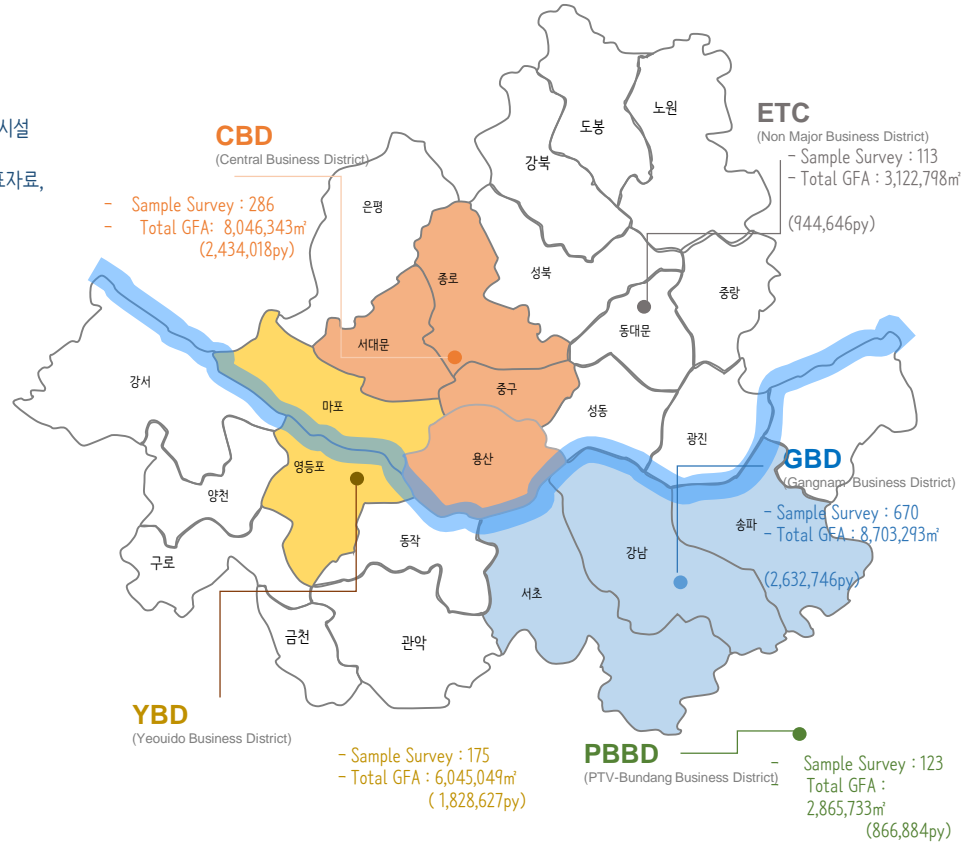 시설
표자료,
CBD
(Central Business District)
- Sample Survey : 286
- Total GFA: 8,046,343㎡
(2,434,018py)
ETC
(Non Major Business District)
- Sample Survey : 113
- Total GFA : 3,122,798㎡
(944,646py)
노원
도봉
강북
은평
성북
종로
중랑
동대문
서대문
강서
마포
중구
성동
광진
용산
영등포
양천
동작
구로
금천
관악
서초
강남
송파
GBD
(Gangnam Business District)
- Sample Survey : 670
- Total GFA : 8,703,293㎡
(2,632,746py)
YBD
(Yeouido Business District)
- Sample Survey : 175
- Total GFA : 6,045,049㎡
( 1,828,627py)
PBBD
(PTV-Bundang Business District)
- Sample Survey : 123
- Total GFA :
2,865,733㎡
(866,884py)